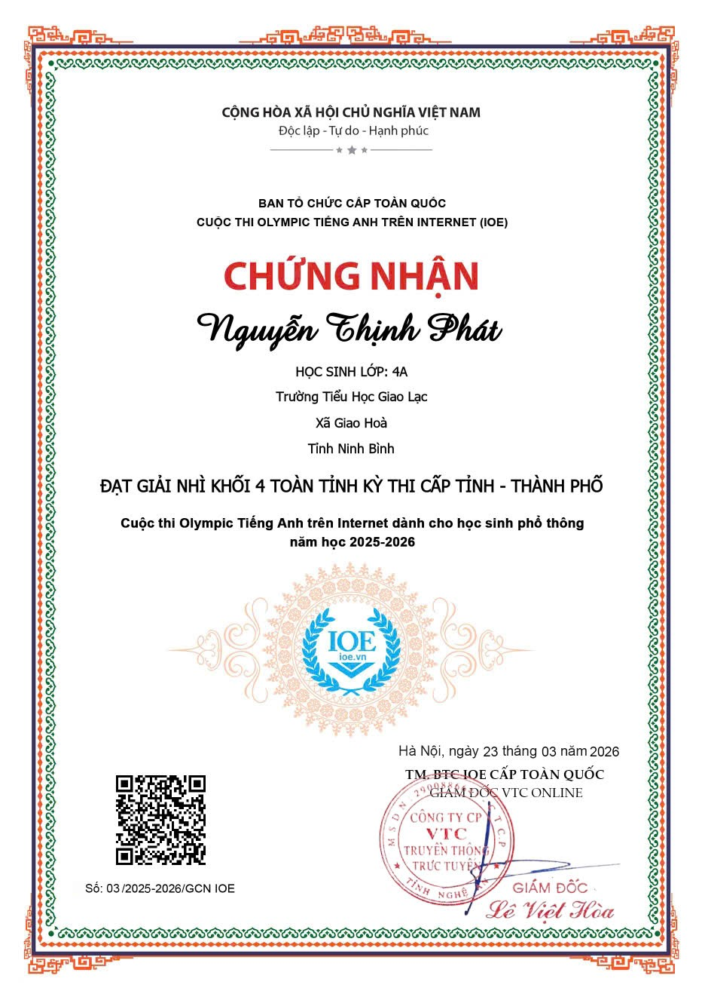 CỘNG HÒA XÃ HỘI CHỦ NGHĨA VIỆT NAM
Độc lập - Tự do - Hạnh phúc
BAN TỔ CHỨC CẤP TOÀN QUỐC
CUỘC THI OLYMPIC TIẾNG ANH TRÊN INTERNET (IOE)
CHỨNG NHẬN
Nguyễn Thịnh Phát
HỌC SINH LỚP: 4A
Trường Tiểu Học Giao Lạc
Xã Giao Hoà
Tỉnh Ninh Bình
ĐẠT GIẢI NHÌ KHỐI 4 TOÀN TỈNH KỲ THI CẤP TỈNH - THÀNH PHỐ
Cuộc thi Olympic Tiếng Anh trên Internet dành cho học sinh phổ thông
năm học 2025-2026
IOE
ioe.vn
Hà Nội, ngày 23 tháng 03 năm 2026
TM. BTC IOE CẤP TOÀN QUỐC
GIÁM ĐỐC VTC ONLINE
M.S.D.N
C.T.C.P
CÔNG TY CP
VTC
TRUYỀN THÔNG
TRỰC TUYẾN
TỈNH NGHỆ AN
GIÁM ĐỐC
Lê Việt Hòa
Số: 03/2025-2026/GCN IOE